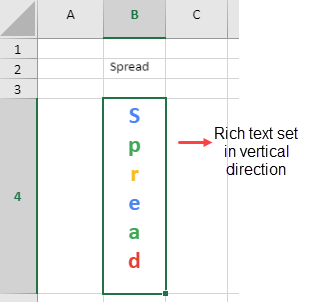 A B C
1
2 Spread
3
4
S
p
r
e
a
d
Rich text set
in vertical
direction